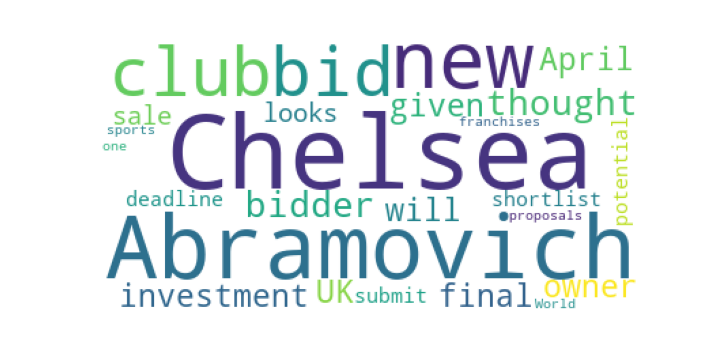 club bid new April
sale looks given thought
sports Chelsea franchises
one potential
deadline bidder will shortlist
Abramovich •proposals
investment UK submit final owner
World